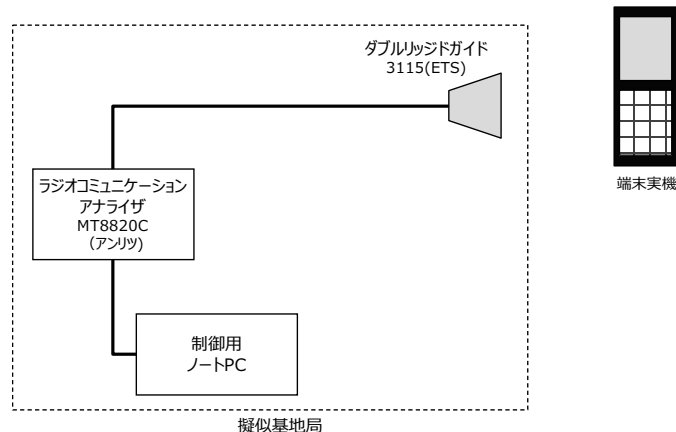 ダブルリッジドガイド
3115(ETS)
ラジオコミュニケーション
アナライザ
MT8820C
(アンリツ)
端末実機
制御用
ノートPC
擬似基地局